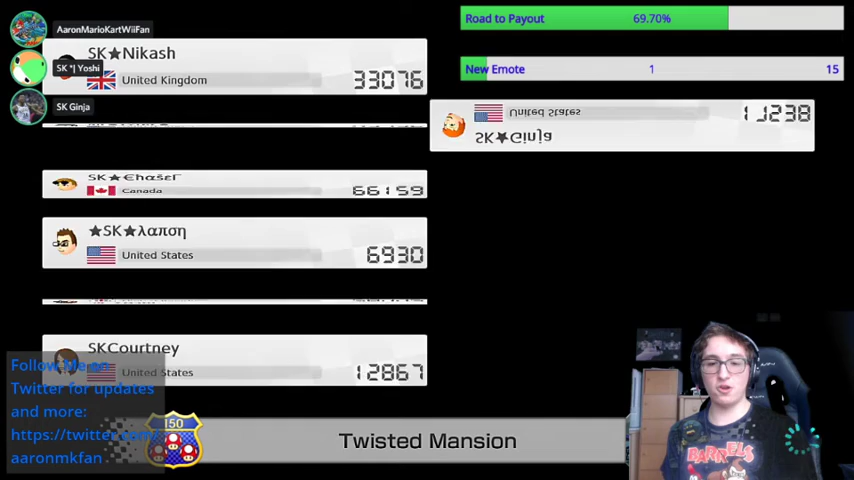 AaronMarioKartWiiFan
SK *| Yoshi
SK Ginja
SK★Nikash
United Kingdom
33076
SK★Chaser
Canada
66159
★SK★λαπση
United States
6930
SKCourtney
United States
12867
Road to Payout 69.70%
New Emote 1 15
United States
SK★Ginja
Follow Me on
Twitter for updates
and more:
https://twitter.com/
aaronmkfan
150
Twisted Mansion
BARRELS